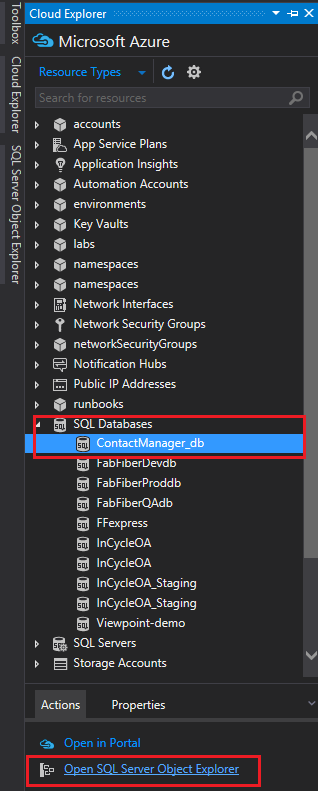 Toolbox
Cloud Explorer
SQL Server Object Explorer
Cloud Explorer
Microsoft Azure
Resource Types
Search for resources
accounts
App Service Plans
Application Insights
Automation Accounts
environments
Key Vaults
labs
namespaces
namespaces
Network Interfaces
Network Security Groups
networkSecurityGroups
Notification Hubs
Public IP Addresses
runbooks
SQL Databases
ContactManager_db
FabFiberDevdb
FabFiberProddb
FabFiberQAdb
FFexpress
InCycleOA
InCycleOA
InCycleOA_Staging
InCycleOA_Staging
Viewpoint-demo
SQL Servers
Storage Accounts
Actions Properties
Open in Portal
Open SQL Server Object Explorer